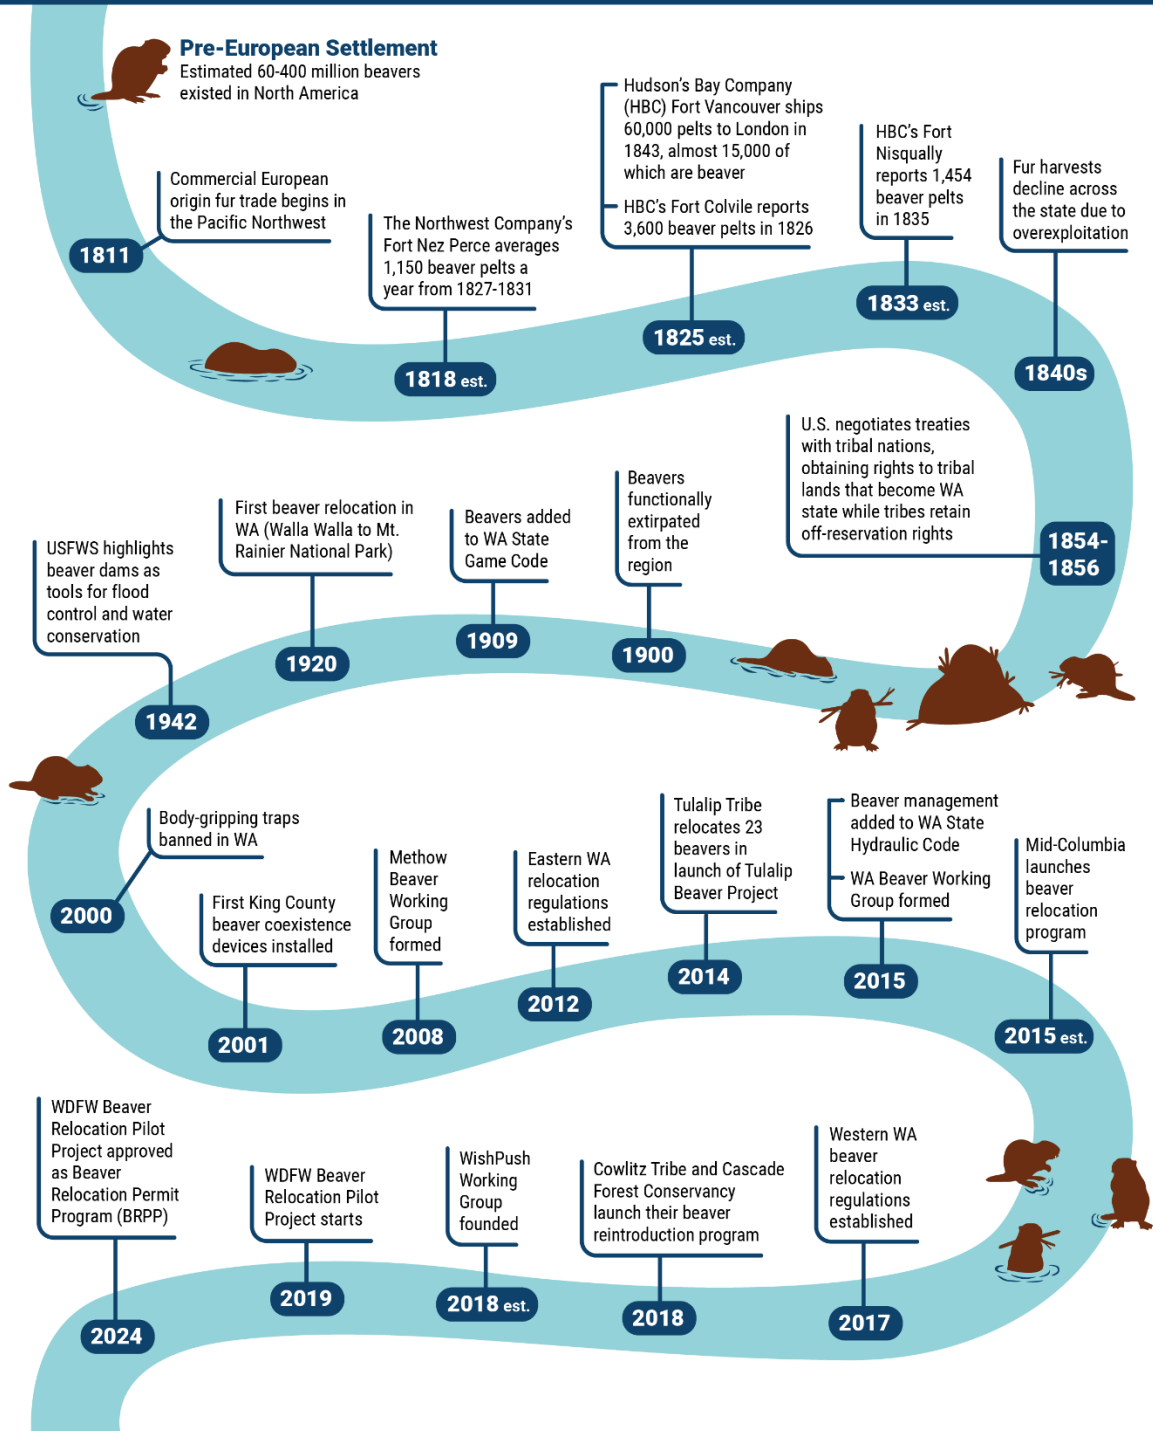 Pre-European Settlement
Estimated 60-400 million beavers
existed in North America
Commercial European
origin fur trade begins in
the Pacific Northwest
1811
The Northwest Company's
Fort Nez Perce averages
1,150 beaver pelts a
year from 1827-1831
1818 est.
Hudson's Bay Company
(HBC) Fort Vancouver ships
60,000 pelts to London in
1843, almost 15,000 of
which are beaver
HBC's Fort Colvile reports
3,600 beaver pelts in 1826
1825 est.
HBC's Fort
Nisqually
reports 1,454
beaver pelts
in 1835
1833 est.
Fur harvests
decline across
the state due to
overexploitation
1840s
U.S. negotiates treaties
with tribal nations,
obtaining rights to tribal
lands that become WA
state while tribes retain
off-reservation rights
1854-
1856
Beavers
functionally
extirpated
from the
region
1900
Beavers added
to WA State
Game Code
1909
First beaver relocation in
WA (Walla Walla to Mt.
Rainier National Park)
1920
USFWS highlights
beaver dams as
tools for flood
control and water
conservation
1942
Body-gripping traps
banned in WA
2000
First King County
beaver coexistence
devices installed
2001
Methow
Beaver
Working
Group
formed
2008
Eastern WA
relocation
regulations
established
2012
Tulalip Tribe
relocates 23
beavers in
launch of Tulalip
Beaver Project
2014
Beaver management
added to WA State
Hydraulic Code
WA Beaver Working
Group formed
2015
Mid-Columbia
launches
beaver
relocation
program
2015 est.
Western WA
beaver
relocation
regulations
established
2017
Cowlitz Tribe and Cascade
Forest Conservancy
launch their beaver
reintroduction program
2018
WishPush
Working
Group
founded
2018 est.
WDFW Beaver
Relocation Pilot
Project starts
2019
WDFW Beaver
Relocation Pilot
Project approved
as Beaver
Relocation Permit
Program (BRPP)
2024